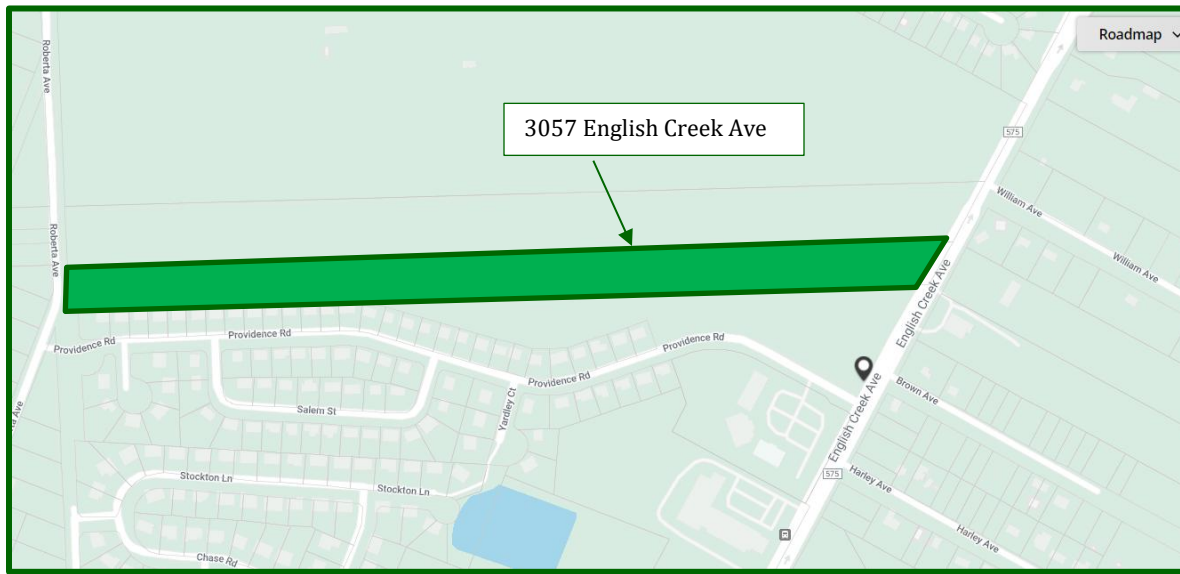 Roadmap
Roberta Ave
3057 English Creek Ave
575
William Ave
William Ave
Roberta Ave
English Creek Ave
Providence Rd
Providence Rd
Providence Rd
Providence Rd
Brown Ave
Salem St
Yardley Ct
English Creek Ave
ta Ave
575
Harley Ave
Stockton Ln
Stockton Ln
Harley Ave
Chase Rd